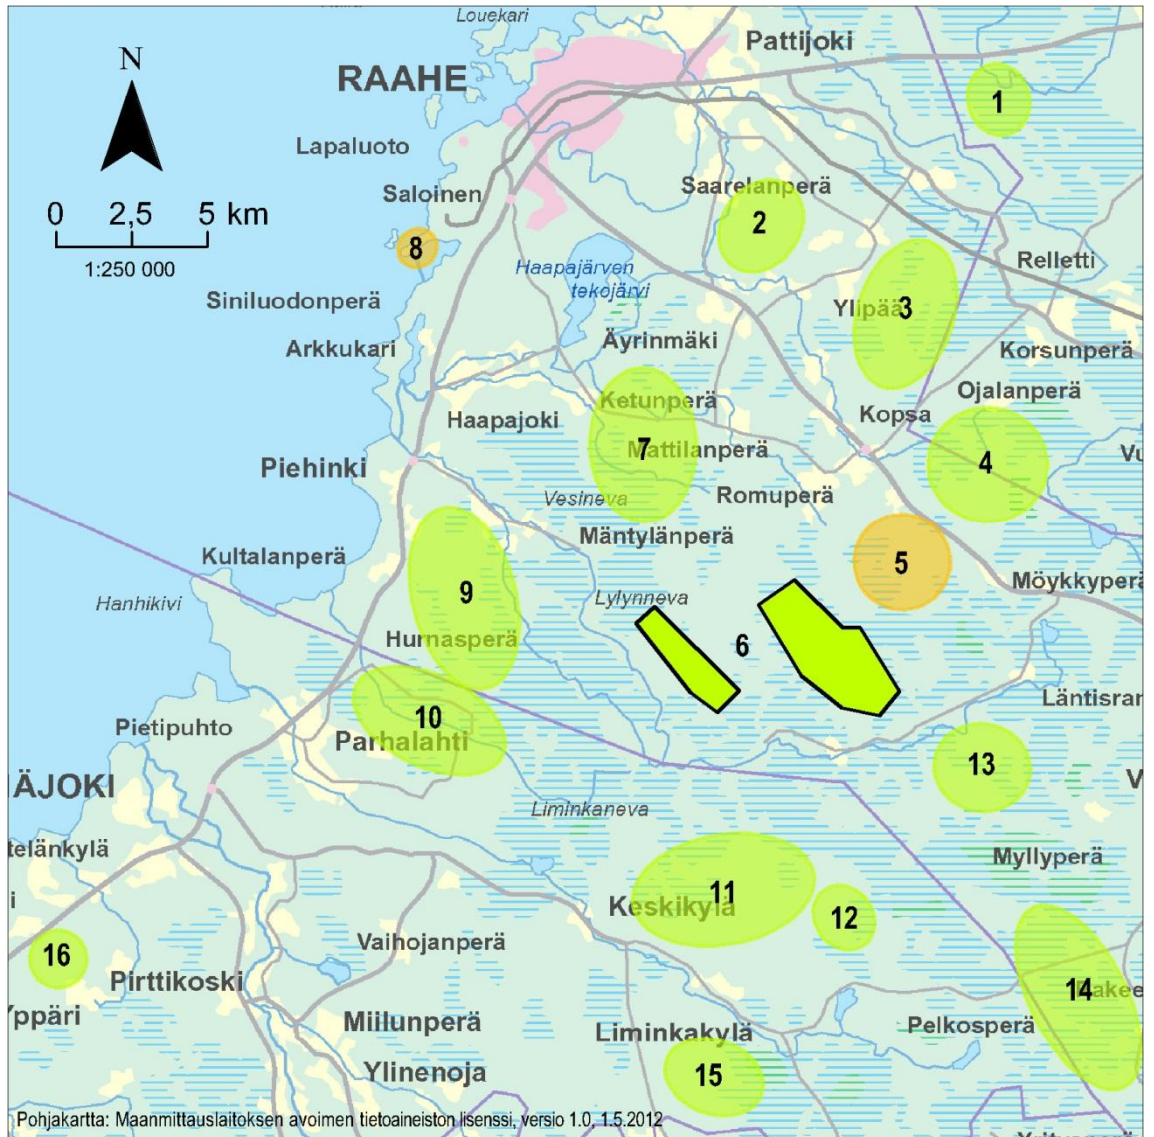 Louekari
Pattijoki
N
RAAHE
1
Lapaluoto
Saloinen
Saarelanperä
0 2,5 5 km
2
8
1:250 000
Relletti
Haapajärven
tekojärvi
Siniluodonperä
Ylipää
3
Äyrinmäki
Arkkukari
Korsunperä
Ojalanperä
Ketunperä
Kopsa
Haapajoki
7
Mattilanperä
Vu
Piehinki
4
Vesineva
Romuperä
Mäntylänperä
Kultalanperä
5
Möykkyperä
9
Lylynneva
Hanhikivi
Hurnasperä
6
Läntisran
10
Pietipuhto
Parhalahti
13
V
ÄJOKI
Liminkaneva
telänkylä
Myllyperä
11
i
Keskikylä
12
Vaihojanperä
16
Pirttikoski
14
Yppäri
Miilunperä
Liminkakylä
Pelkosperä
Ylinenoja
15
Pohjakartta: Maanmittauslaitoksen avoimen tietoaineiston lisenssi, versio 1.0, 1.5.2012